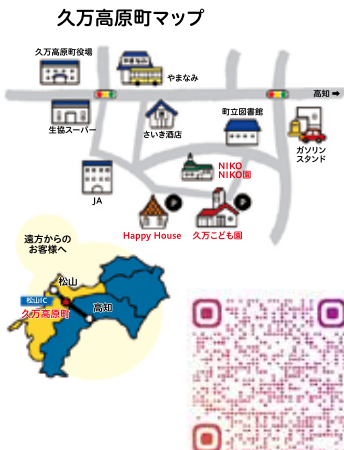 久万高原町マップ
久万高原町役場
やまなみ
高知 ➡
生協スーパー
さいき酒店
町立図書館
ガソリン
スタンド
NIKO
NIKO園
JA
P
P
Happy House
久万こども園
遠方からの
お客様へ
松山
松山IC
久万高原町
高知